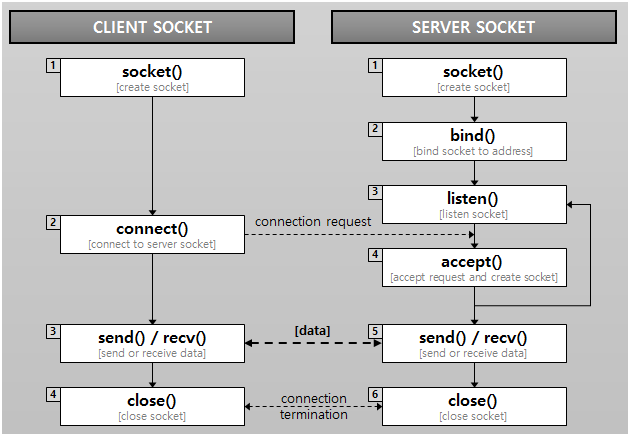 CLIENT SOCKET
SERVER SOCKET
1
socket()
[create socket]
1
socket()
[create socket]
2
bind()
[bind socket to address]
3
listen()
[listen socket]
2
connect()
[connect to server socket]
connection request
4
accept()
[accept request and create socket]
3
send() / recv()
[send or receive data]
[data]
5
send() / recv()
[send or receive data]
4
close()
[close socket]
connection
termination
6
close()
[close socket]